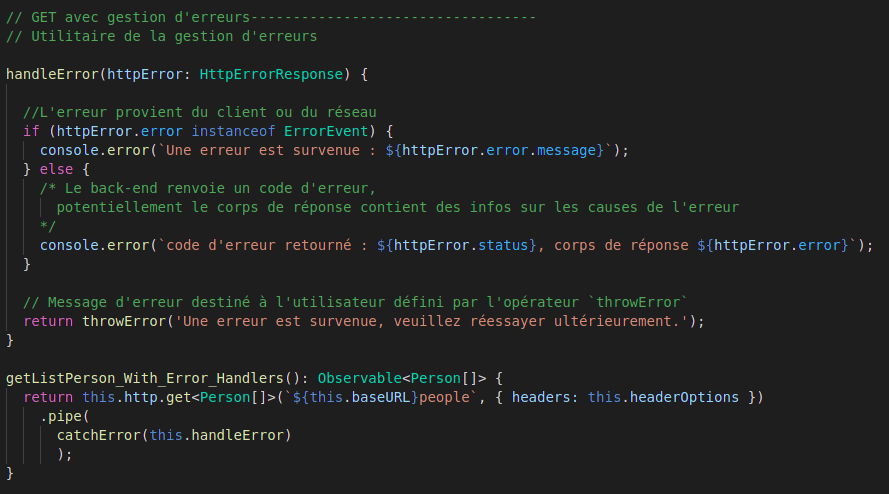 // GET avec gestion d'erreurs-----------------------------------
// Utilitaire de la gestion d'erreurs
handleError(httpError: HttpErrorResponse) {
//L'erreur provient du client ou du réseau
if (httpError.error instanceof ErrorEvent) {
console.error(`Une erreur est survenue : ${httpError.error.message}`);
} else {
/* Le back-end renvoie un code d'erreur,
potentiellement le corps de réponse contient des infos sur les causes de l'erreur
*/
console.error(`code d'erreur retourné : ${httpError.status}, corps de réponse ${httpError.error}`);
}
// Message d'erreur destiné à l'utilisateur défini par l'opérateur `throwError`
return throwError('Une erreur est survenue, veuillez réessayer ultérieurement.');
}
getListPerson_With_Error_Handlers(): Observable<Person[]> {
return this.http.get<Person[]>(`${this.baseURL}people`, { headers: this.headerOptions })
.pipe(
catchError(this.handleError)
);
}